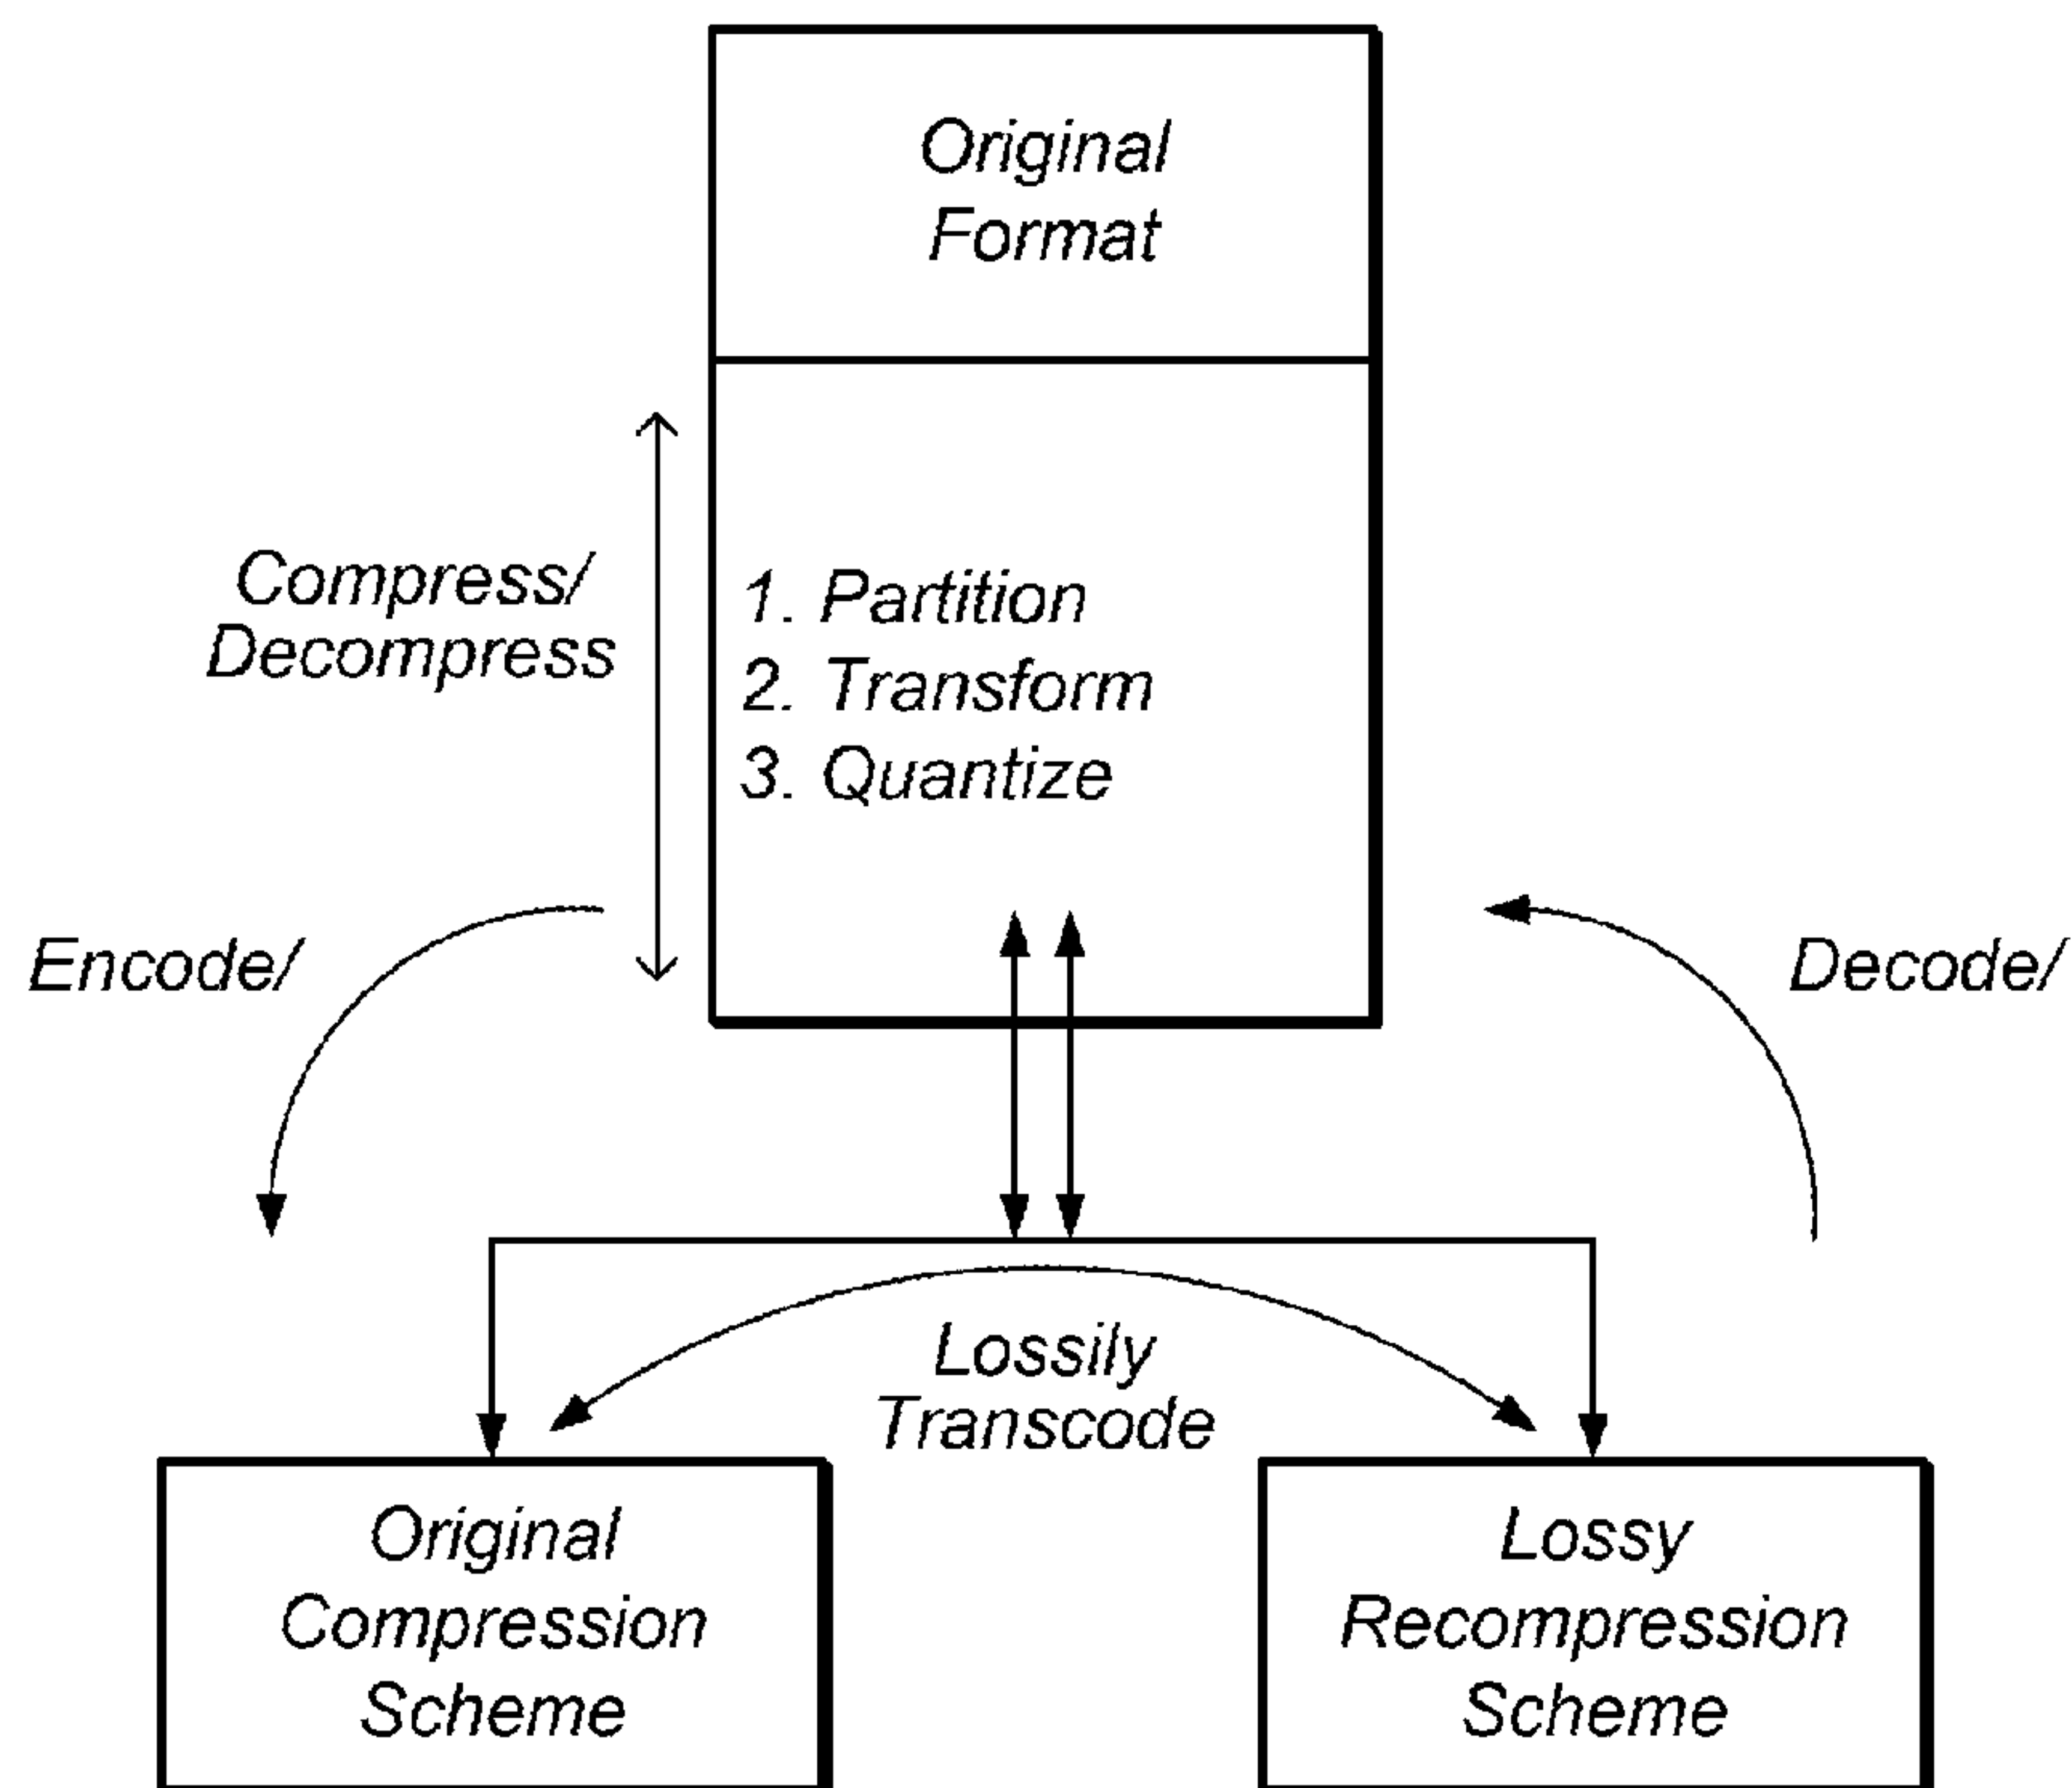 Original
Format
Compress/
Decompress
1. Partition
2. Transform
3. Quantize
Encode/
Decode/
Lossily
Transcode
Original
Compression
Scheme
Lossy
Recompression
Scheme